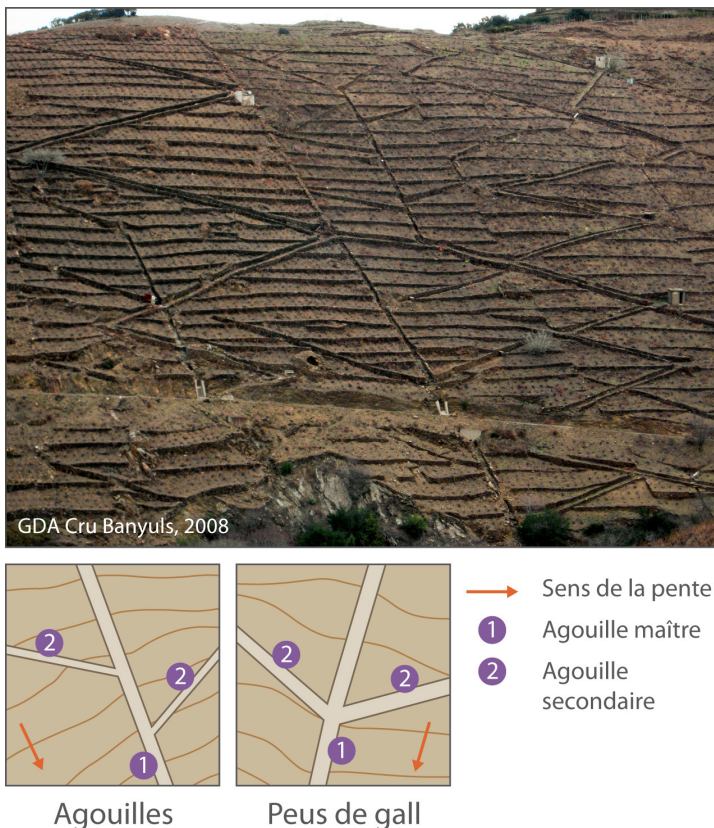 GDA Cru Banyuls, 2008
2
2
1
Agouilles
2
2
1
Peus de gall
Sens de la pente
1 Agouille maître
2 Agouille
secondaire